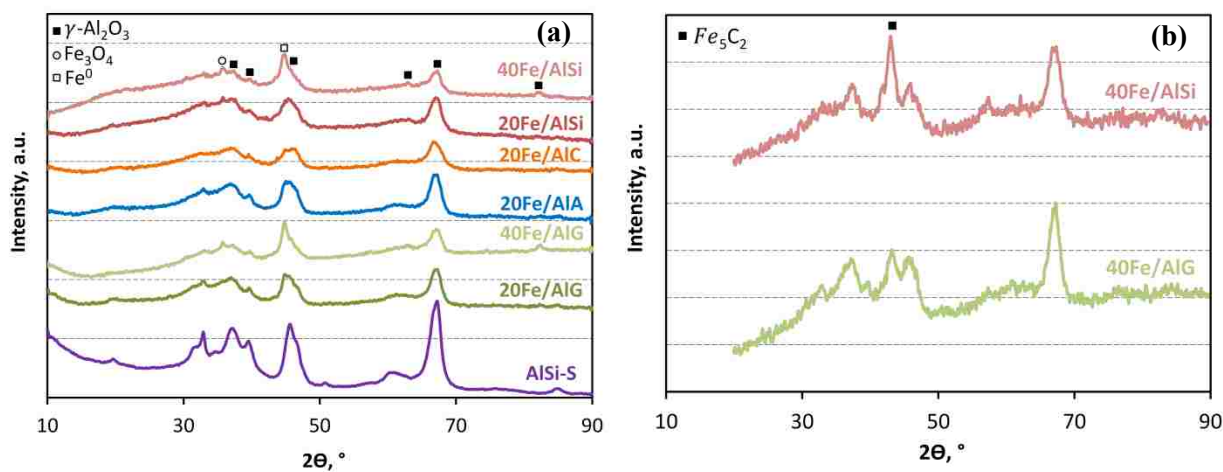 (a)
■ γ-Al₂O₃
○ Fe₃O₄
□ Fe⁰
40Fe/AlSi
20Fe/AlSi
20Fe/AlC
20Fe/AlA
40Fe/AlG
20Fe/AlG
AlSi-S
Intensity, a.u.
10 30 50 70 90
2ϴ, °
(b)
■ Fe₅C₂
40Fe/AlSi
40Fe/AlG
Intensity, a.u.
10 30 50 70 90
2ϴ, °